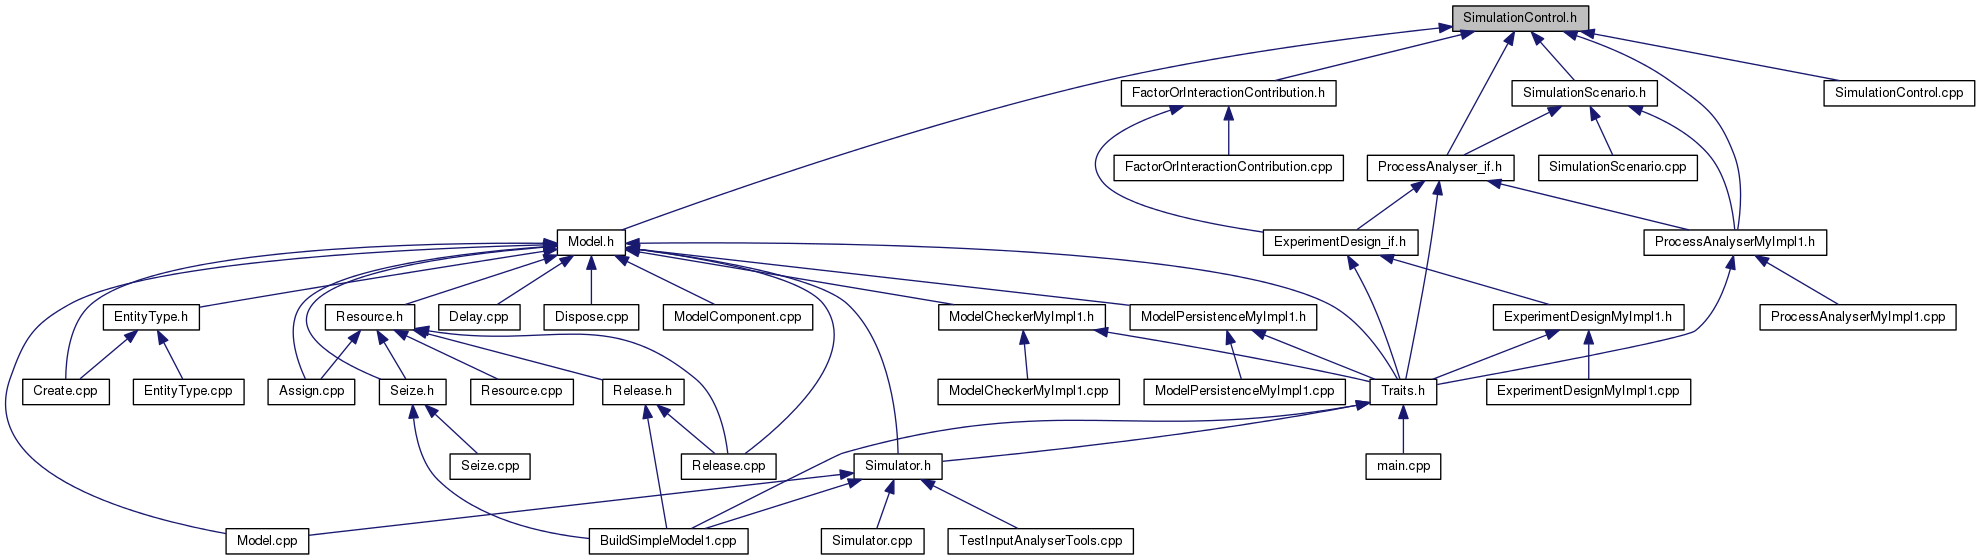 SimulationControl.h
FactorOrInteractionContribution.h
SimulationScenario.h
SimulationControl.cpp
FactorOrInteractionContribution.cpp
ProcessAnalyser_if.h
SimulationScenario.cpp
Model.h
ExperimentDesign_if.h
ProcessAnalyserMyImpl1.h
EntityType.h
Resource.h
Delay.cpp
Dispose.cpp
ModelComponent.cpp
ModelCheckerMyImpl1.h
ModelPersistenceMyImpl1.h
ExperimentDesignMyImpl1.h
ProcessAnalyserMyImpl1.cpp
Create.cpp
EntityType.cpp
Assign.cpp
Seize.h
Resource.cpp
Release.h
ModelCheckerMyImpl1.cpp
ModelPersistenceMyImpl1.cpp
Traits.h
ExperimentDesignMyImpl1.cpp
Seize.cpp
Release.cpp
Simulator.h
main.cpp
Model.cpp
BuildSimpleModel1.cpp
Simulator.cpp
TestInputAnalyserTools.cpp